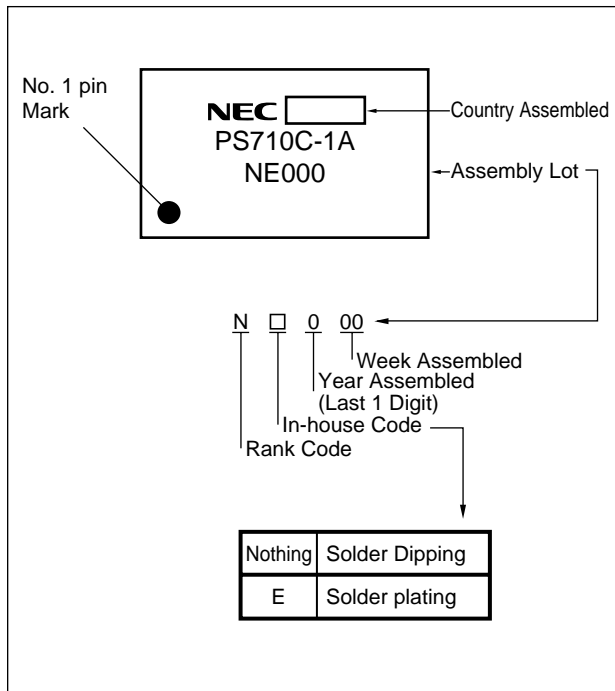 No. 1 pin
Mark
NEC
Country Assembled
PS710C-1A
NE000
Assembly Lot
N 0 00
Week Assembled
Year Assembled
(Last 1 Digit)
In-house Code
Rank Code
Nothing Solder Dipping
E Solder plating